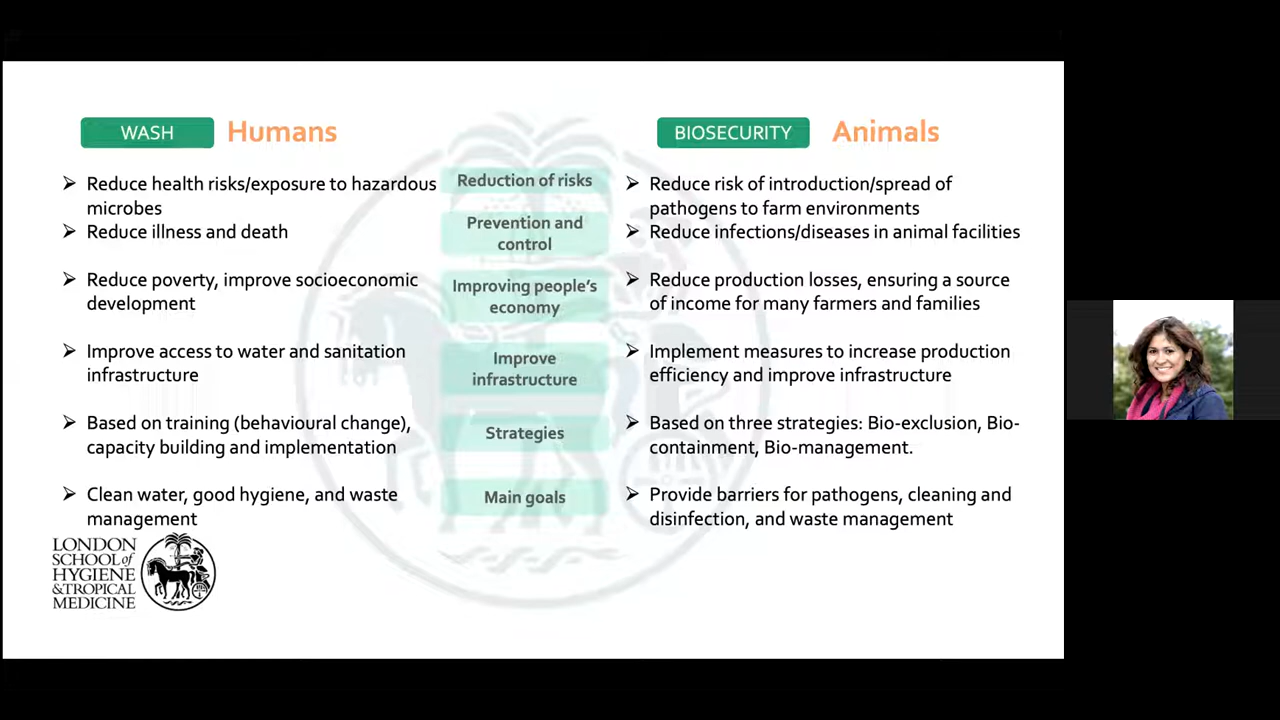 WASH Humans
Reduce health risks/exposure to hazardous
microbes
Reduce illness and death
Reduce poverty, improve socioeconomic
development
Improve access to water and sanitation
infrastructure
Based on training (behavioural change),
capacity building and implementation
Clean water, good hygiene, and waste
management
Reduction of risks
Prevention and
control
Improving people's
economy
Improve
infrastructure
Strategies
Main goals
BIOSECURITY Animals
Reduce risk of introduction/spread of
pathogens to farm environments
Reduce infections/diseases in animal facilities
Reduce production losses, ensuring a source
of income for many farmers and families
Implement measures to increase production
efficiency and improve infrastructure
Based on three strategies: Bio-exclusion, Bio-
containment, Bio-management.
Provide barriers for pathogens, cleaning and
disinfection, and waste management
LONDON
SCHOOL of
HYGIENE
&TROPICAL
MEDICINE